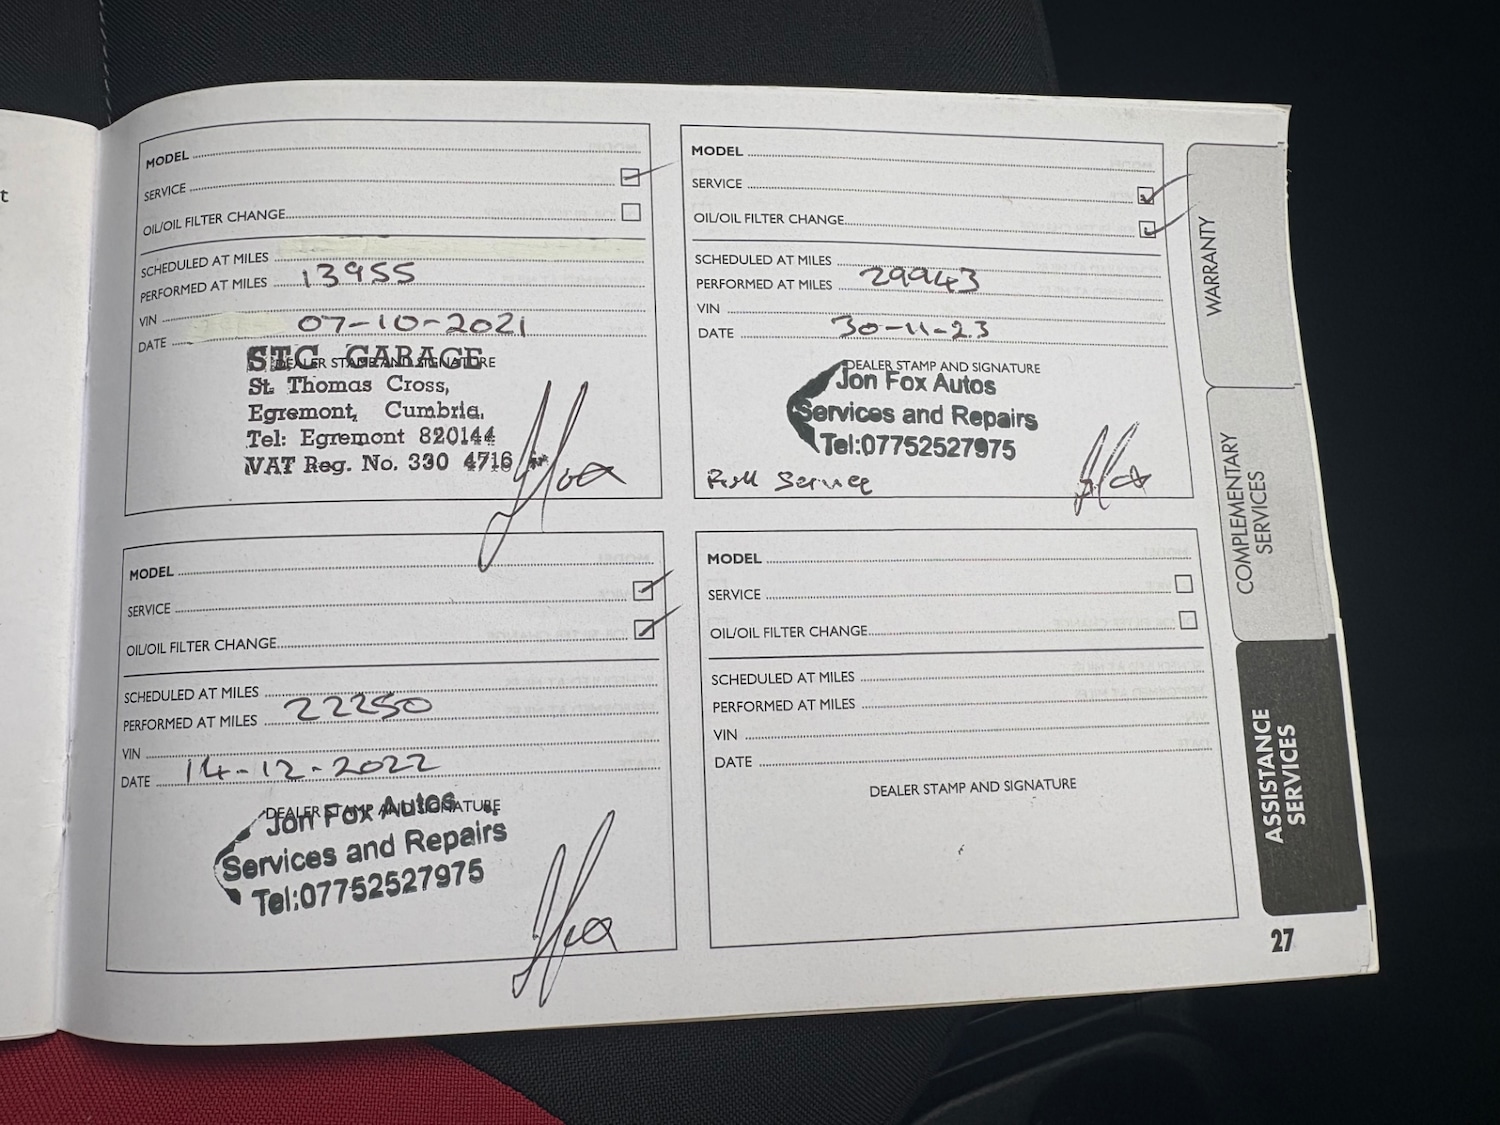 t
MODEL
SERVICE
OIL/OIL FILTER CHANGE
SCHEDULED AT MILES
PERFORMED AT MILES 13955
VIN
DATE 07-10-2021
DEALER STAMP AND SIGNATURE
STC GARAGE
St. Thomas Cross,
Egremont, Cumbria.
Tel: Egremont 820144
VAT Reg. No. 330 4716
MODEL
SERVICE
OIL/OIL FILTER CHANGE
SCHEDULED AT MILES
PERFORMED AT MILES 22250
VIN
DATE 14-12-2022
DEALER STAMP AND SIGNATURE
Jon Fox Autos
Services and Repairs
Tel:07752527975
MODEL
SERVICE
OIL/OIL FILTER CHANGE
SCHEDULED AT MILES
PERFORMED AT MILES 29943
VIN
DATE 30-11-23
DEALER STAMP AND SIGNATURE
Jon Fox Autos
Services and Repairs
Tel:07752527975
Full Service
MODEL
SERVICE
OIL/OIL FILTER CHANGE
SCHEDULED AT MILES
PERFORMED AT MILES
VIN
DATE
DEALER STAMP AND SIGNATURE
WARRANTY
COMPLEMENTARY
SERVICES
ASSISTANCE
SERVICES
27